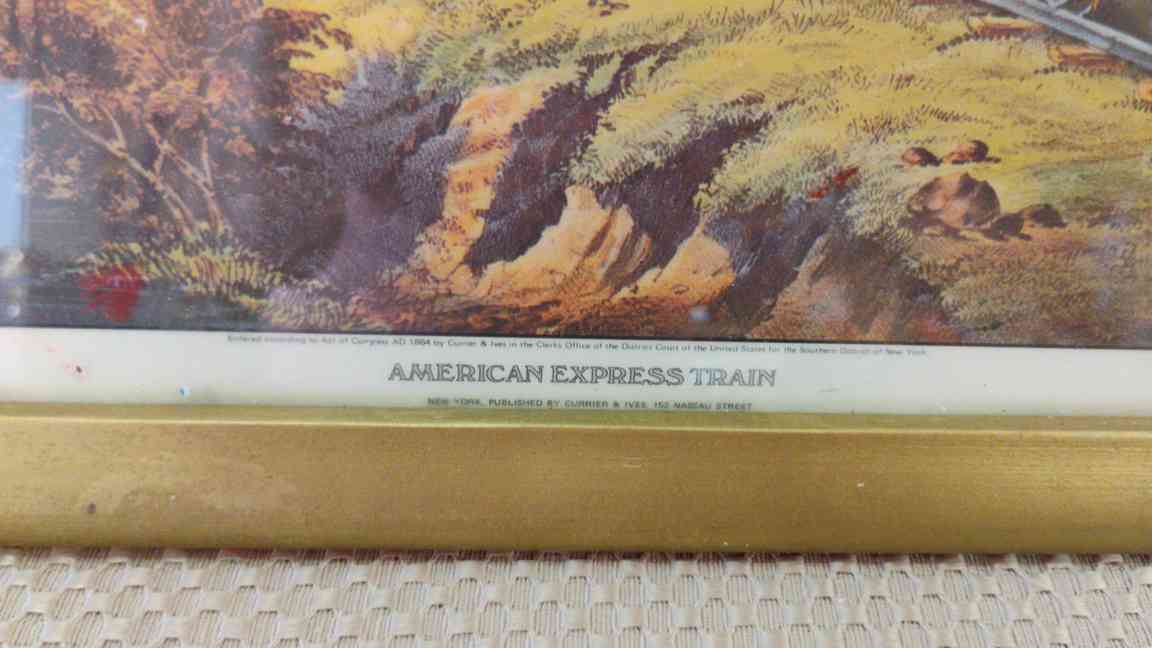 Entered according to Act of Congress AD 1864 by Currier & Ives in the Clerks Office of the District Court of the United States for the Southern District of New York.
AMERICAN EXPRESS TRAIN
NEW YORK, PUBLISHED BY CURRIER & IVES, 152 NASSAU STREET